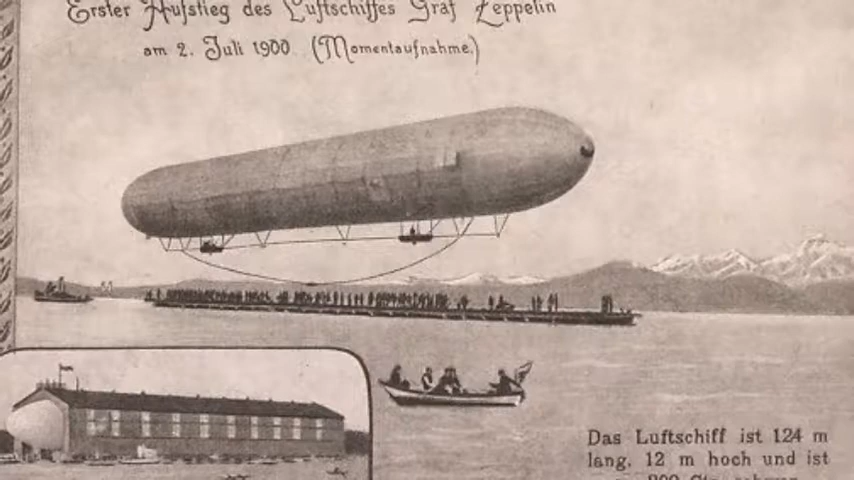 Erster Aufstieg des Luftschiffes Graf Zeppelin
am 2. Juli 1900. (Momentaufnahme.)
Das Luftschiff ist 124 m
lang, 12 m hoch und ist